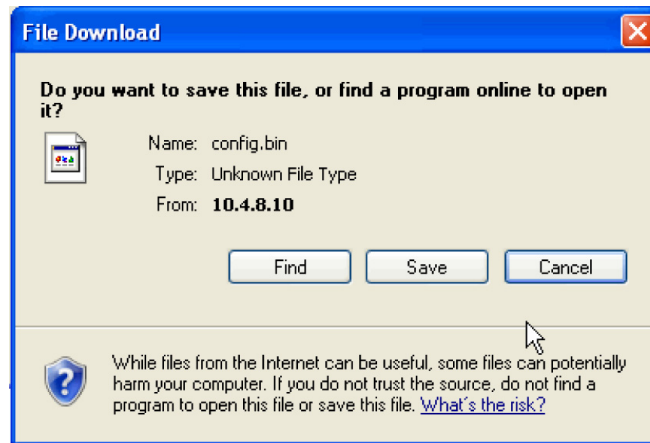 File Download
Do you want to save this file, or find a program online to open
it?
Name: config.bin
Type: Unknown File Type
From: 10.4.8.10
Find Save Cancel
While files from the Internet can be useful, some files can potentially
harm your computer. If you do not trust the source, do not find a
program to open this file or save this file. What's the risk?